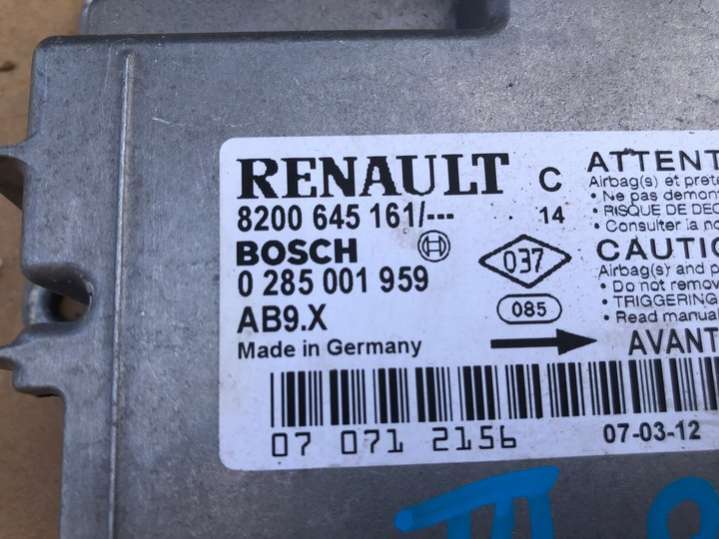 RENAULT
C
8200 645 161/---
14
BOSCH
037
0 285 001 959
085
AB9.X
Made in Germany
ATTENT
Airbag(s) et prete
• Ne pas demon
• RISQUE DE DEC
• Consulter la no
CAUTIO
Airbag(s) and p
• Do not remov
• TRIGGERING
• Read manua
AVANT
07 071 2156
07-03-12